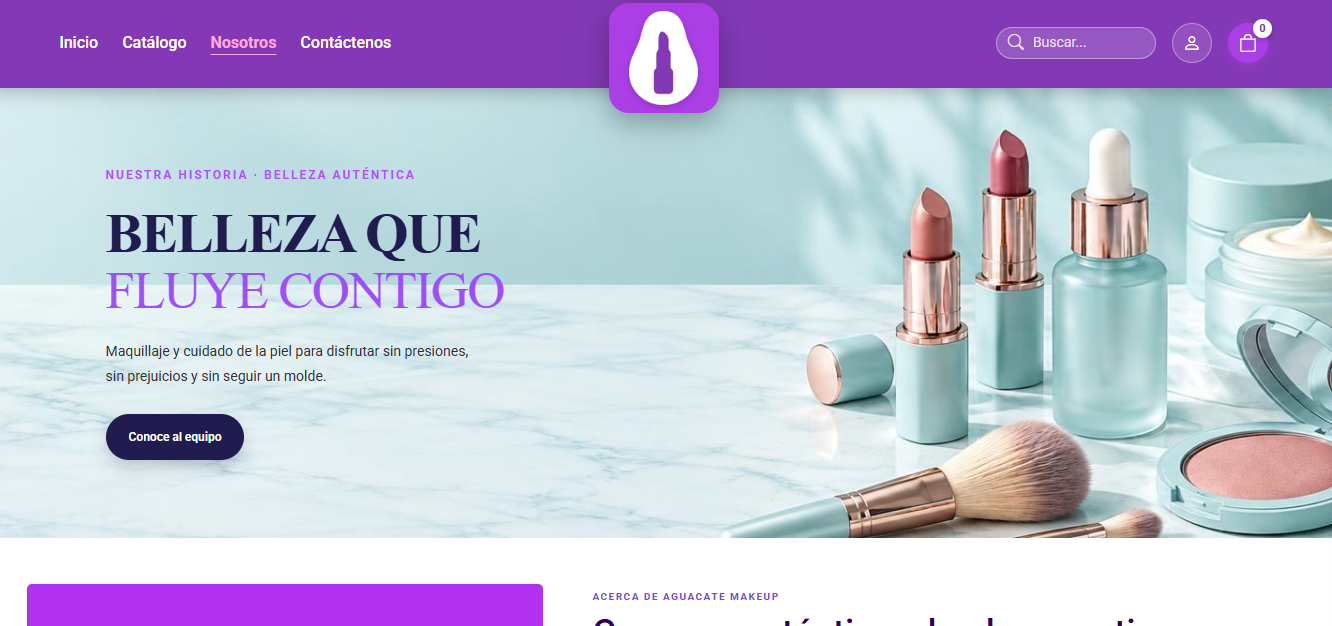 Inicio
Catálogo
Nosotros
Contáctenos
Buscar...
0
NUESTRA HISTORIA · BELLEZA AUTÉNTICA
BELLEZA QUE
FLUYE CONTIGO
Maquillaje y cuidado de la piel para disfrutar sin presiones,
sin prejuicios y sin seguir un molde.
Conoce al equipo
ACERCA DE AGUACATE MAKEUP